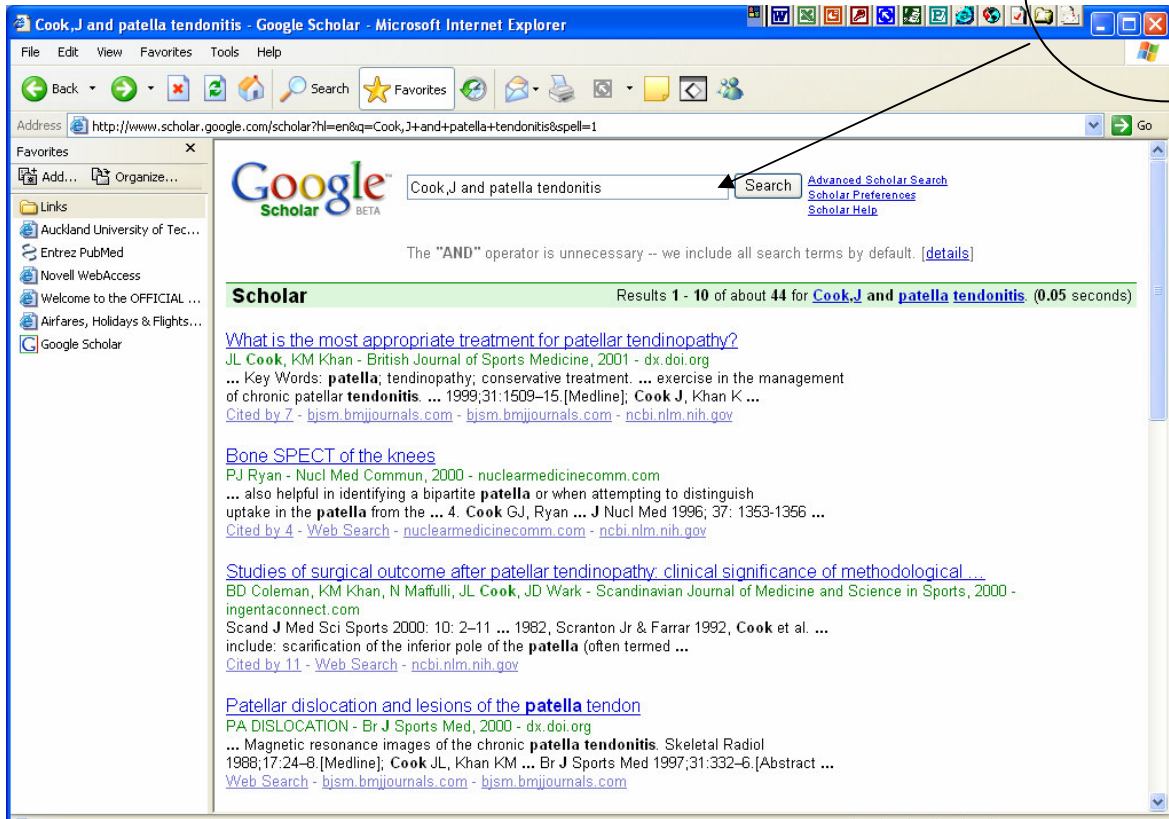 Cook,J and patella tendonitis - Google Scholar - Microsoft Internet Explorer
File Edit View Favorites Tools Help
Back Search Favorites
Address http://www.scholar.google.com/scholar?hl=en&q=Cook,J+and+patella+tendonitis&spell=1 Go
Favorites x
Add... Organize...
Links
Auckland University of Tec...
Entrez PubMed
Novell WebAccess
Welcome to the OFFICIAL ...
Airfares, Holidays & Flights...
Google Scholar
Google™
Scholar BETA
Cook,J and patella tendonitis
Search
Advanced Scholar Search
Scholar Preferences
Scholar Help
The "AND" operator is unnecessary -- we include all search terms by default. [details]
Scholar Results 1 - 10 of about 44 for Cook,J and patella tendonitis. (0.05 seconds)
What is the most appropriate treatment for patellar tendinopathy?
JL Cook, KM Khan - British Journal of Sports Medicine, 2001 - dx.doi.org
... Key Words: patella; tendinopathy; conservative treatment. ... exercise in the management
of chronic patellar tendonitis. ... 1999;31:1509–15.[Medline]; Cook J, Khan K ...
Cited by 7 - bjsm.bmjjournals.com - bjsm.bmjjournals.com - ncbi.nlm.nih.gov
Bone SPECT of the knees
PJ Ryan - Nucl Med Commun, 2000 - nuclearmedicinecomm.com
... also helpful in identifying a bipartite patella or when attempting to distinguish
uptake in the patella from the ... 4. Cook GJ, Ryan ... J Nucl Med 1996; 37: 1353-1356 ...
Cited by 4 - Web Search - nuclearmedicinecomm.com - ncbi.nlm.nih.gov
Studies of surgical outcome after patellar tendinopathy: clinical significance of methodological ...
BD Coleman, KM Khan, N Maffulli, JL Cook, JD Wark - Scandinavian Journal of Medicine and Science in Sports, 2000 -
ingentaconnect.com
Scand J Med Sci Sports 2000: 10: 2–11 ... 1982, Scranton Jr & Farrar 1992, Cook et al. ...
include: scarification of the inferior pole of the patella (often termed ...
Cited by 11 - Web Search - ncbi.nlm.nih.gov
Patellar dislocation and lesions of the patella tendon
PA DISLOCATION - Br J Sports Med, 2000 - dx.doi.org
... Magnetic resonance images of the chronic patella tendonitis. Skeletal Radiol
1988;17:24–8.[Medline]; Cook JL, Khan KM ... Br J Sports Med 1997;31:332–6.[Abstract ...
Web Search - bjsm.bmjjournals.com - bjsm.bmjjournals.com